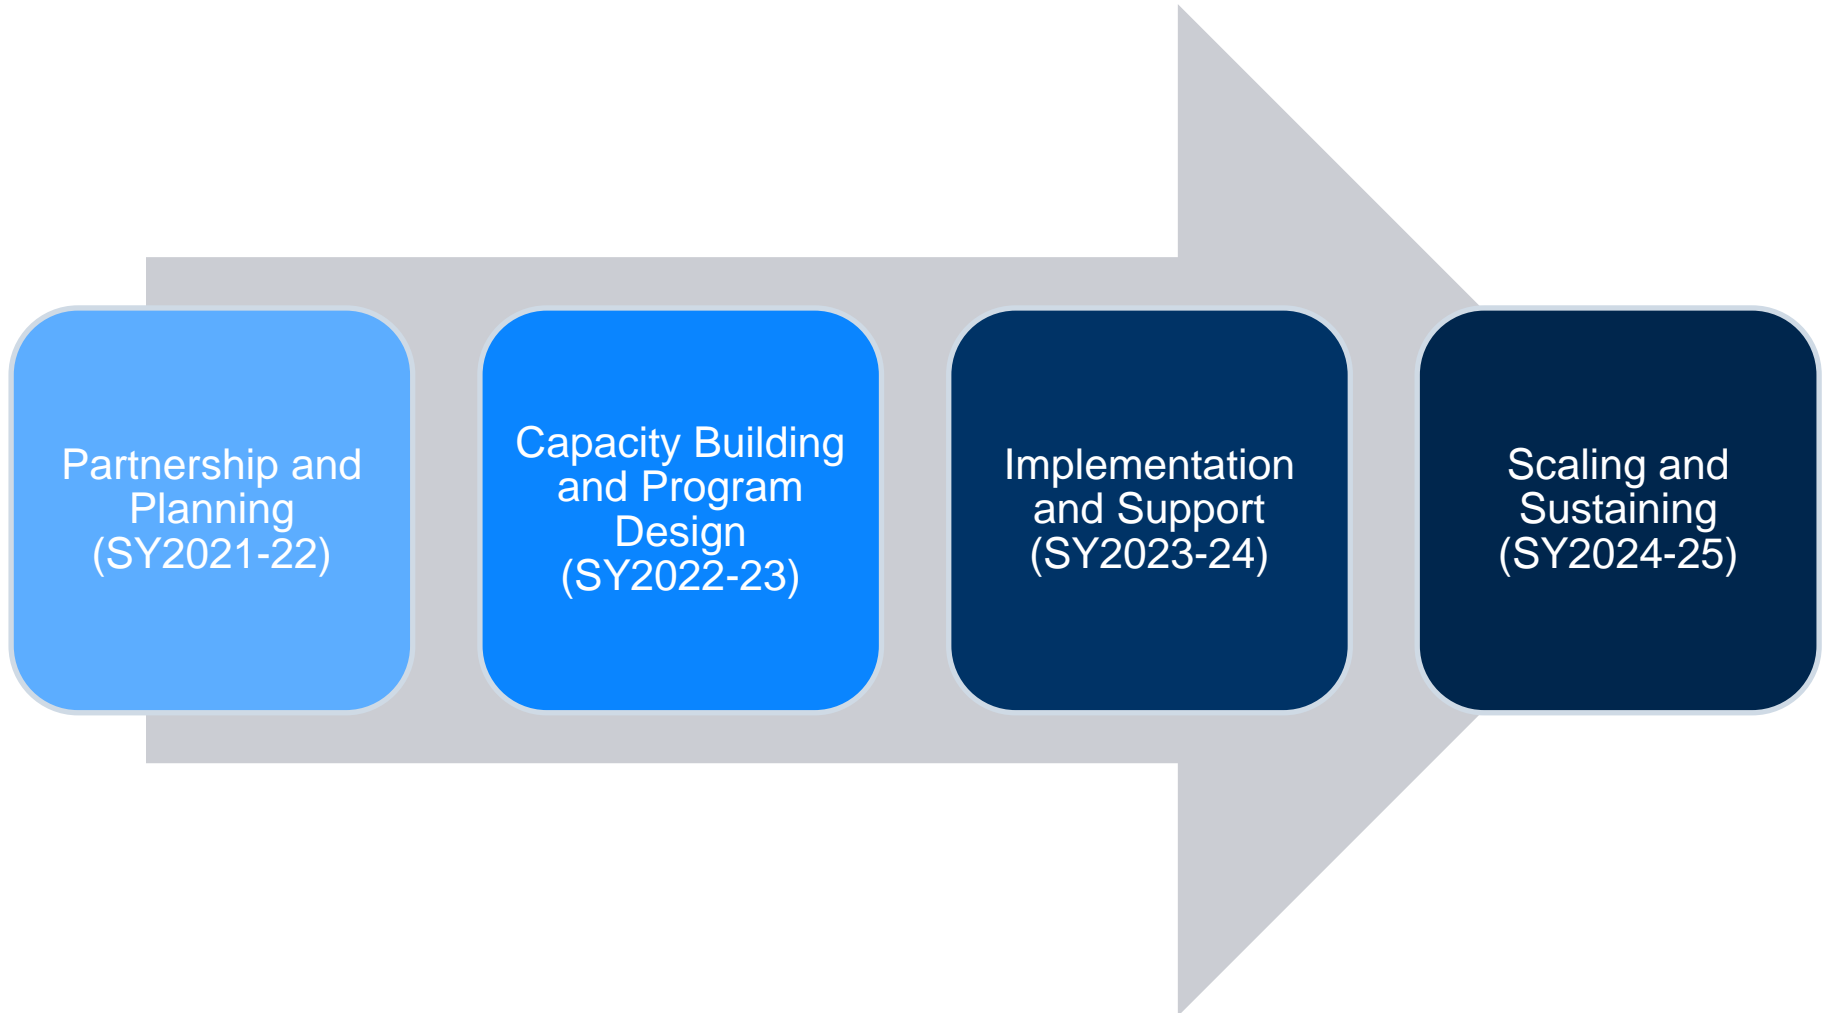 Partnership and
Planning
(SY2021-22)
Capacity Building
and Program
Design
(SY2022-23)
Implementation
and Support
(SY2023-24)
Scaling and
Sustaining
(SY2024-25)